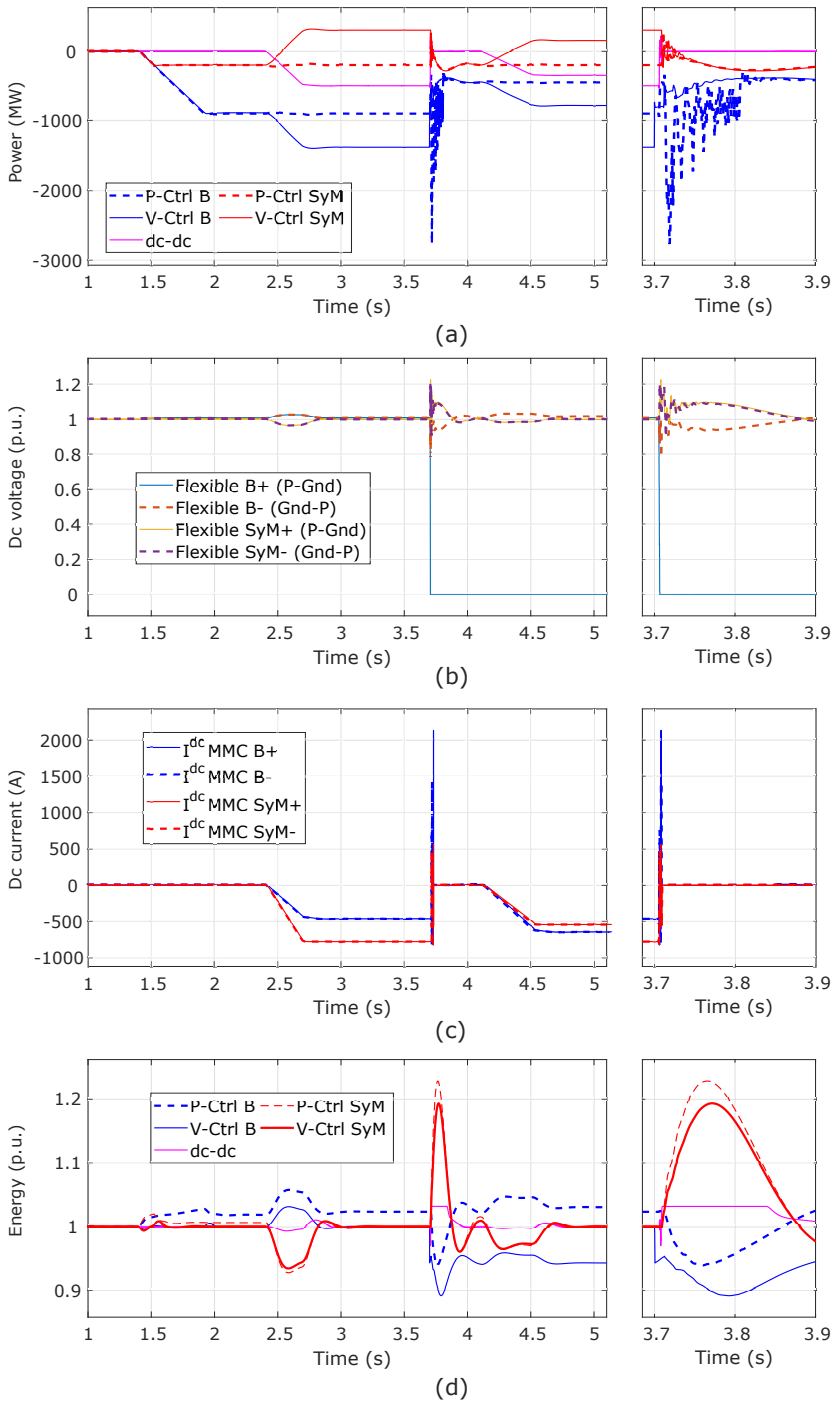 0
-1000
-2000
-3000
Power (MW)
P-Ctrl B
P-Ctrl SyM
V-Ctrl B
V-Ctrl SyM
dc-dc
1 1.5 2 2.5 3 3.5 4 4.5 5
3.7 3.8 3.9
Time (s)
Time (s)
(a)
1.2
1
0.8
0.6
0.4
0.2
0
Dc voltage (p.u.)
Flexible B+ (P-Gnd)
Flexible B- (Gnd-P)
Flexible SyM+ (P-Gnd)
Flexible SyM- (Gnd-P)
1 1.5 2 2.5 3 3.5 4 4.5 5
3.7 3.8 3.9
Time (s)
Time (s)
(b)
2000
1500
1000
500
0
-500
-1000
Dc current (A)
I^dc MMC B+
I^dc MMC B-
I^dc MMC SyM+
I^dc MMC SyM-
1 1.5 2 2.5 3 3.5 4 4.5 5
3.7 3.8 3.9
Time (s)
Time (s)
(c)
1.2
1.1
1
0.9
Energy (p.u.)
P-Ctrl B
P-Ctrl SyM
V-Ctrl B
V-Ctrl SyM
dc-dc
1 1.5 2 2.5 3 3.5 4 4.5 5
3.7 3.8 3.9
Time (s)
Time (s)
(d)